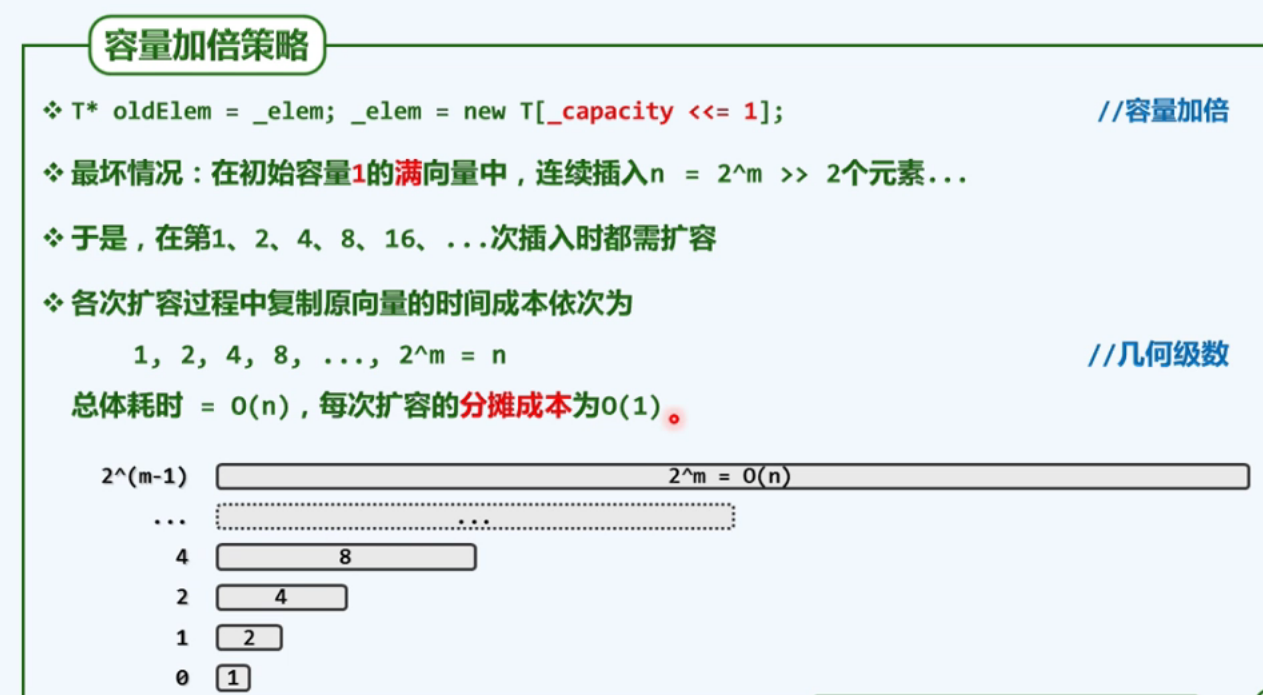 容量加倍策略
❖ T* oldElem = _elem; _elem = new T[_capacity <<= 1]; //容量加倍
❖ 最坏情况：在初始容量1的满向量中，连续插入n = 2^m >> 2个元素...
❖ 于是，在第1、2、4、8、16、...次插入时都需扩容
❖ 各次扩容过程中复制原向量的时间成本依次为
1, 2, 4, 8, ..., 2^m = n //几何级数
总体耗时 = O(n)，每次扩容的分摊成本为O(1)。
2^(m-1) 2^m = O(n)
... ...
4 8
2 4
1 2
0 1